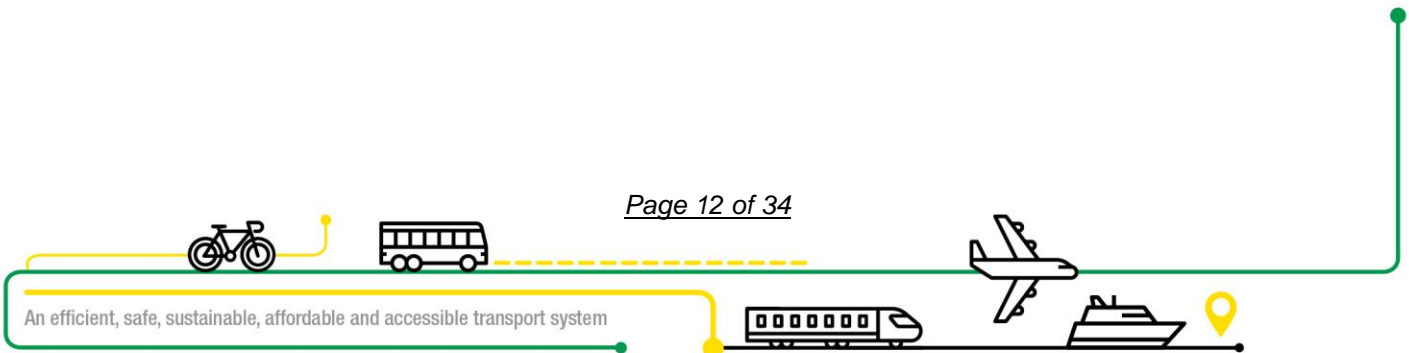 Page 12 of 34
An efficient, safe, sustainable, affordable and accessible transport system